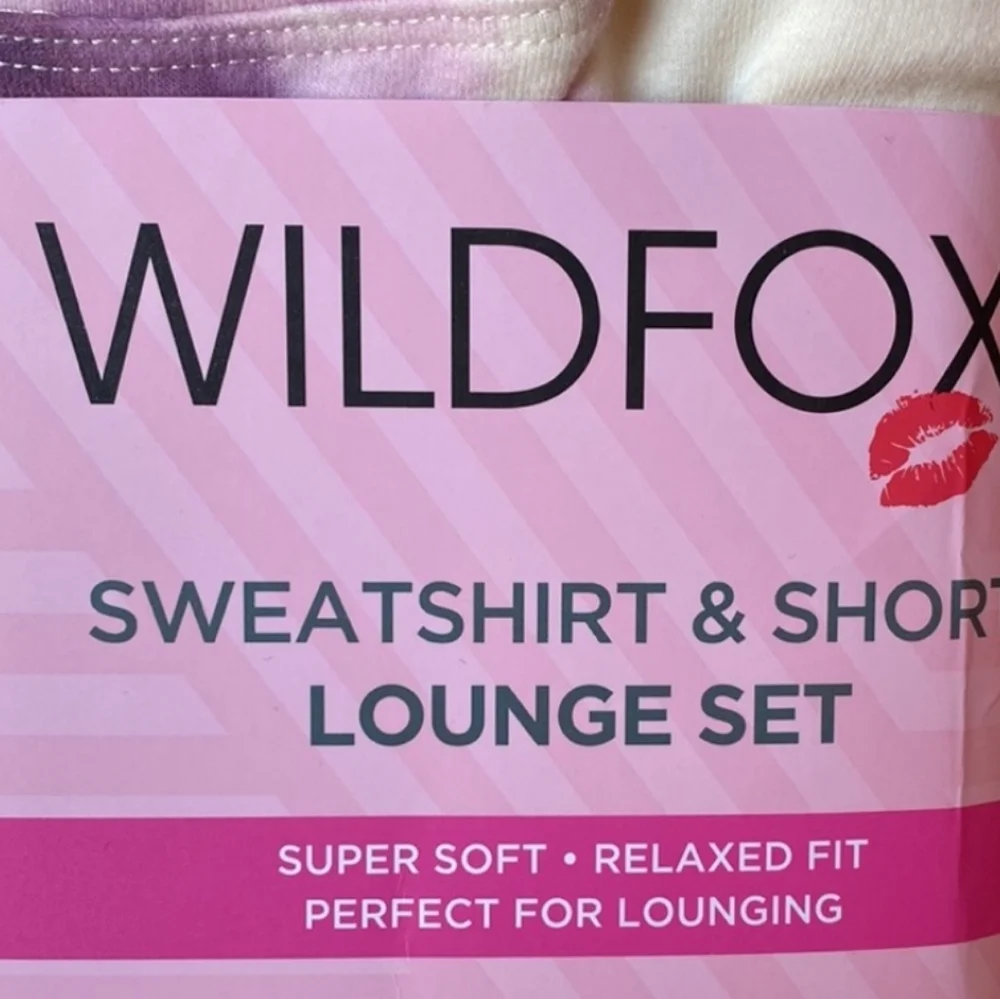 WILDFOX
SWEATSHIRT & SHORT
LOUNGE SET
SUPER SOFT • RELAXED FIT
PERFECT FOR LOUNGING